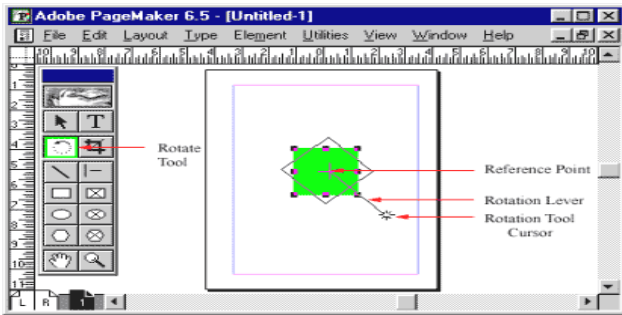 Adobe PageMaker 6.5 - [Untitled-1]
File Edit Layout Type Element Utilities View Window Help
T
Rotate
Tool
Reference Point
Rotation Lever
Rotation Tool
Cursor
L R 1